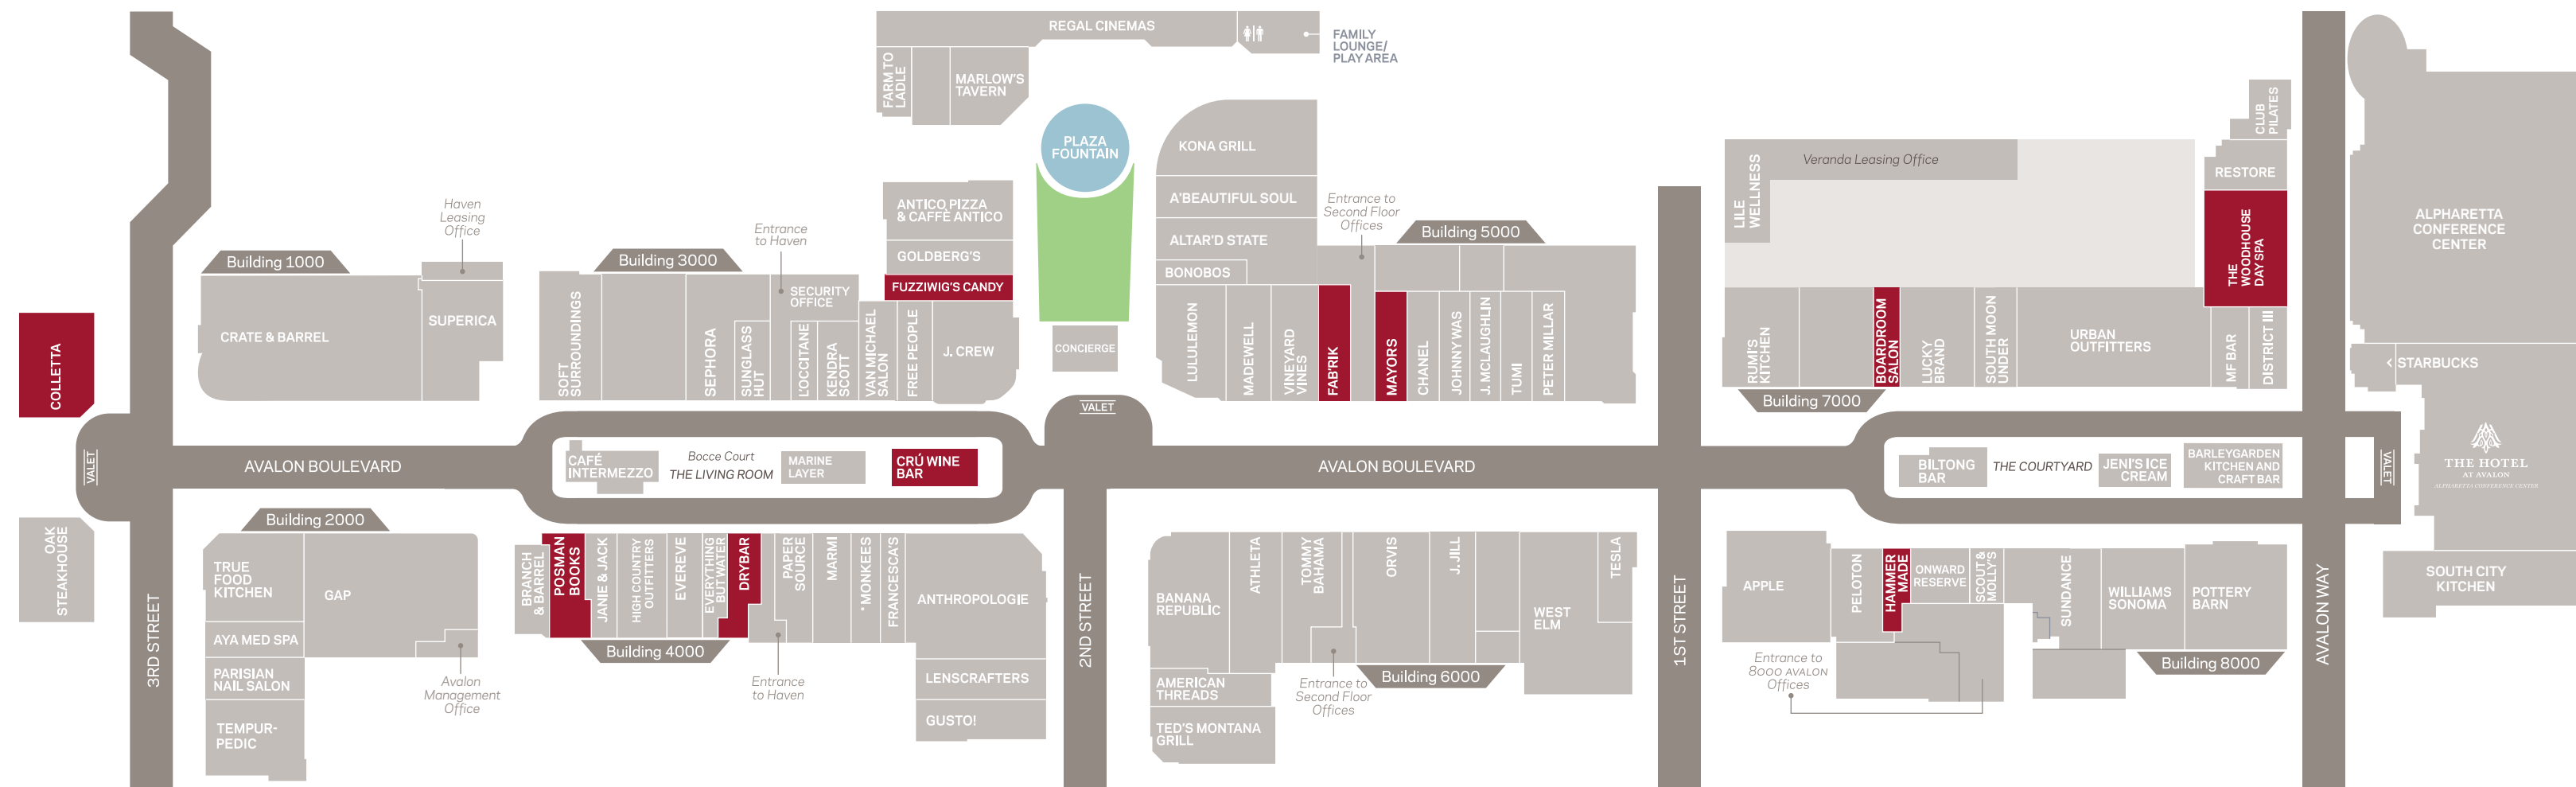 REGAL CINEMAS
FAMILY
LOUNGE/
PLAY AREA
FARM TO
LADLE
MARLOW'S
TAVERN
PLAZA
FOUNTAIN
CONCIERGE
VALET
COLLETTA
VALET
OAK
STEAKHOUSE
3RD STREET
AVALON BOULEVARD
Building 1000
Haven
Leasing
Office
CRATE & BARREL
SUPERICA
Building 3000
Entrance
to Haven
SOFT
SURROUNDINGS
SEPHORA
SUNGLASS
HUT
SECURITY
OFFICE
L'OCCITANE
KENDRA
SCOTT
VAN MICHAEL
SALON
FREE PEOPLE
J. CREW
ANTICO PIZZA
& CAFFÈ ANTICO
GOLDBERG'S
FUZZIWIG'S CANDY
CAFÉ
INTERMEZZO
Bocce Court
THE LIVING ROOM
MARINE
LAYER
CRÚ WINE
BAR
Building 2000
TRUE
FOOD
KITCHEN
GAP
AYA MED SPA
PARISIAN
NAIL SALON
TEMPUR-
PEDIC
Avalon
Management
Office
BRANCH
& BARREL
POSMAN
BOOKS
JANIE & JACK
HIGH COUNTRY
OUTFITTERS
EVEREVE
EVERYTHING
BUT WATER
DRYBAR
PAPER
SOURCE
MARMI
*MONKEES
FRANCESCA'S
ANTHROPOLOGIE
LENSCRAFTERS
GUSTO!
Building 4000
Entrance
to Haven
2ND STREET
KONA GRILL
A'BEAUTIFUL SOUL
ALTAR'D STATE
BONOBOS
LULULEMON
MADEWELL
VINEYARD
VINES
FAB'RIK
MAYORS
CHANEL
JOHNNY WAS
J. MCLAUGHLIN
TUMI
PETER MILLAR
Entrance to
Second Floor
Offices
Building 5000
AVALON BOULEVARD
BANANA
REPUBLIC
ATHLETA
TOMMY
BAHAMA
ORVIS
J. JILL
WEST
ELM
TESLA
AMERICAN
THREADS
TED'S MONTANA
GRILL
Entrance to
Second Floor
Offices
Building 6000
1ST STREET
LILE
WELLNESS
Veranda Leasing Office
CLUB
PILATES
RESTORE
THE
WOODHOUSE
DAY SPA
RUMI'S
KITCHEN
BOARDROOM
SALON
LUCKY
BRAND
SOUTH MOON
UNDER
URBAN
OUTFITTERS
MF BAR
DISTRICT III
Building 7000
BILTONG
BAR
THE COURTYARD
JENI'S ICE
CREAM
BARLEYGARDEN
KITCHEN AND
CRAFT BAR
APPLE
PELOTON
HAMMER
MADE
ONWARD
RESERVE
SCOUT &
MOLLY'S
SUNDANCE
WILLIAMS
SONOMA
POTTERY
BARN
Entrance to
8000 AVALON
Offices
Building 8000
AVALON WAY
VALET
ALPHARETTA
CONFERENCE
CENTER
< STARBUCKS
THE HOTEL
AT AVALON
ALPHARETTA CONFERENCE CENTER
SOUTH CITY
KITCHEN